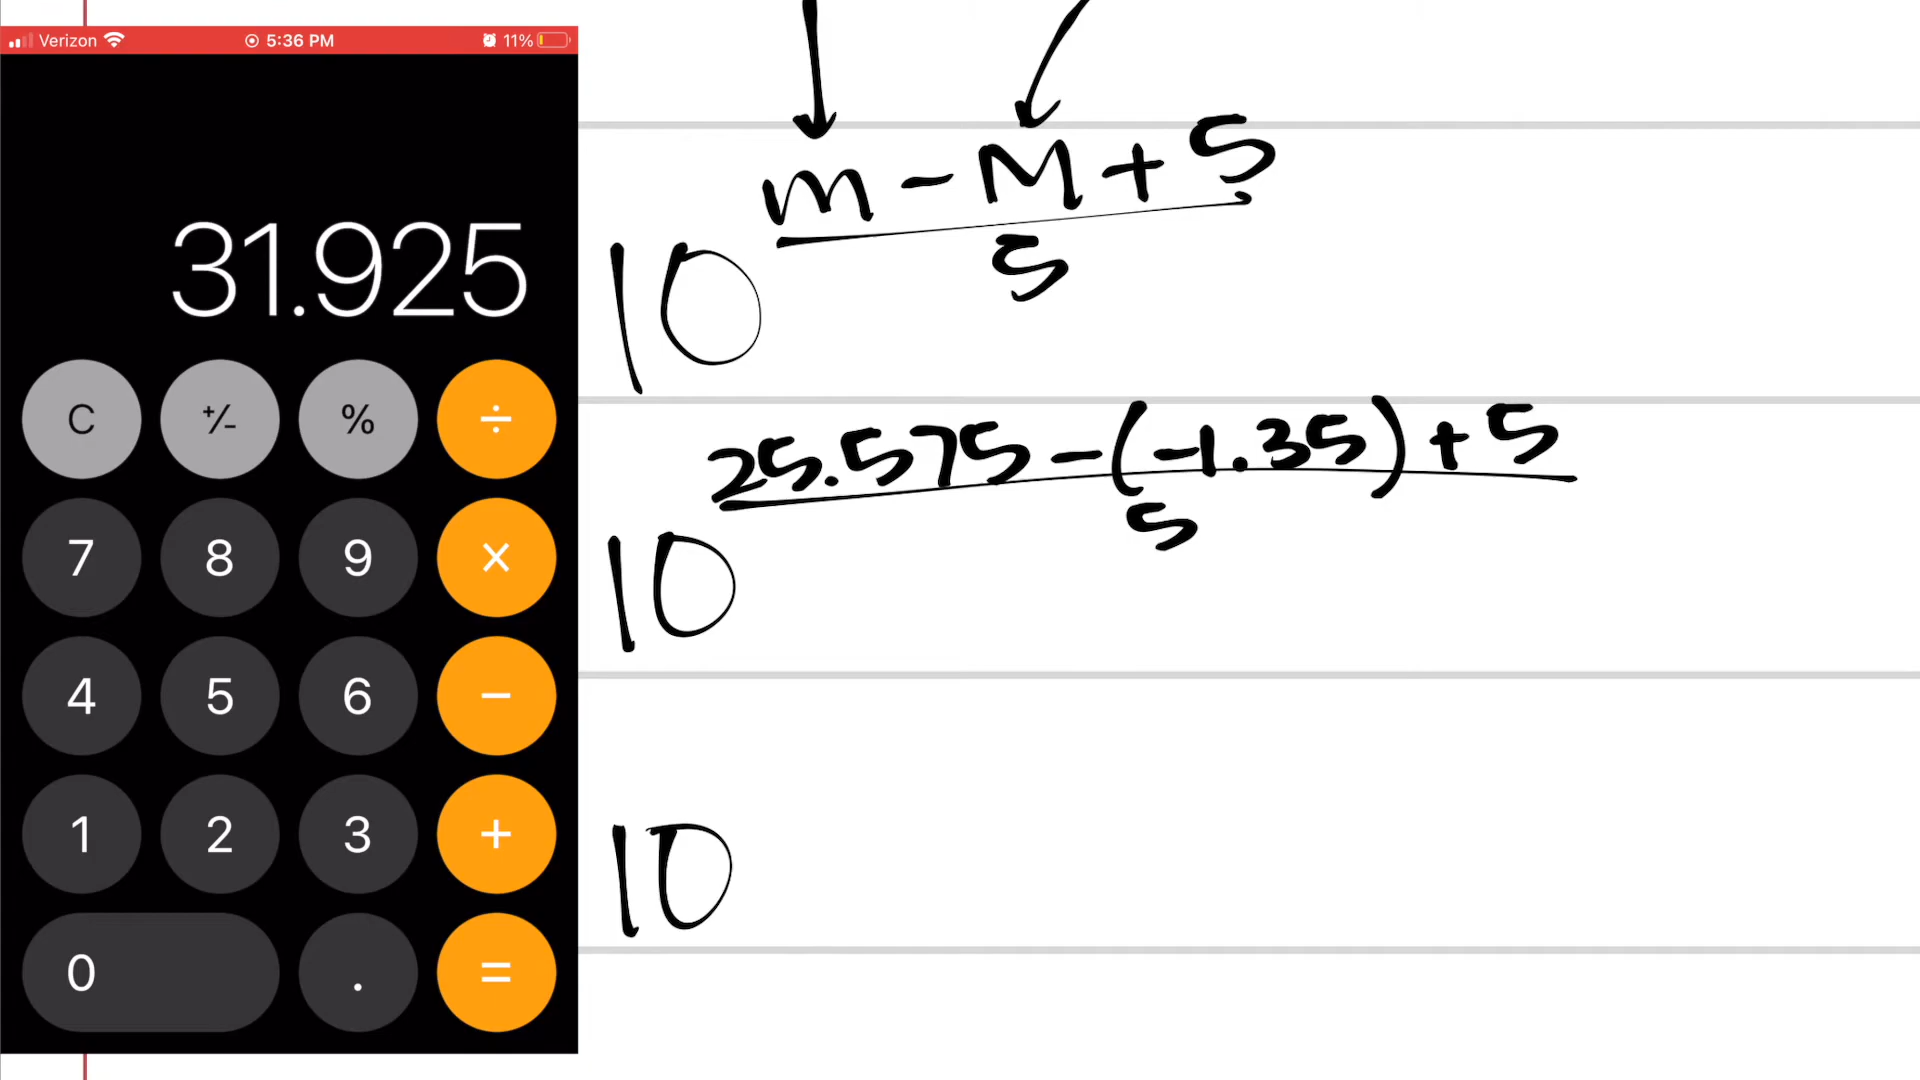 Verizon 5:36 PM 11%
31.925
C +/- % ÷
7 8 9 ×
4 5 6 −
1 2 3 +
0 . =
m - M + 5
5
10
25.575 - (-1.35) + 5
5
10
10